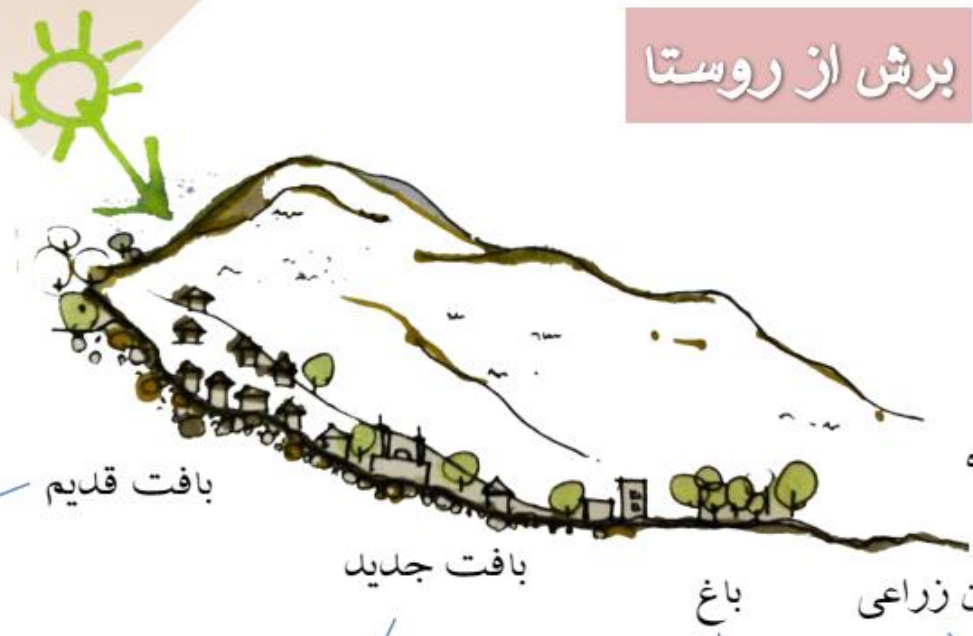 برش از روستا
بافت قدیم
بافت جدید
باغ
زراعی